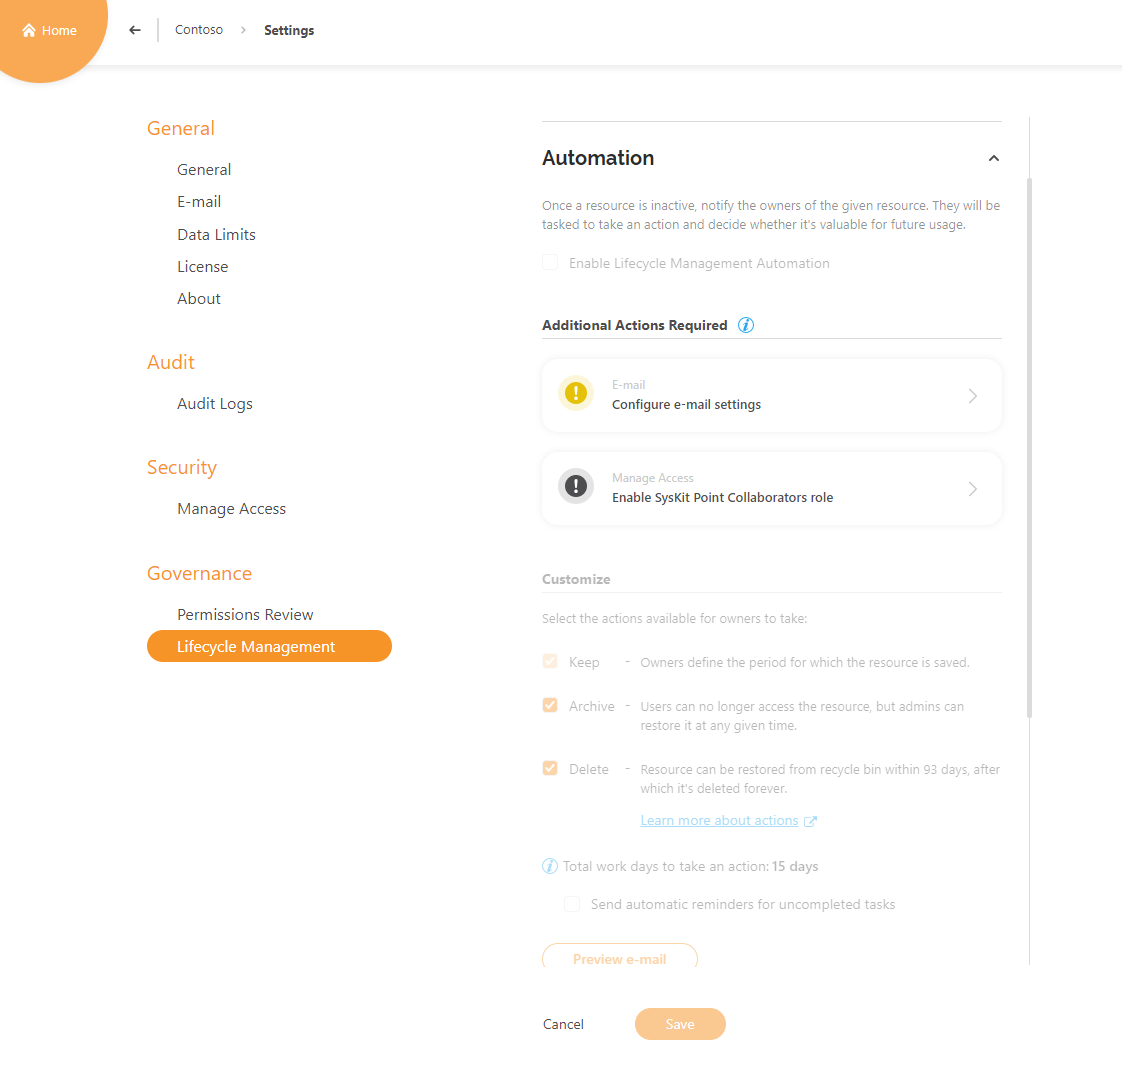 Home
Contoso
Settings
General
General
E-mail
Data Limits
License
About
Audit
Audit Logs
Security
Manage Access
Governance
Permissions Review
Lifecycle Management
Automation
Once a resource is inactive, notify the owners of the given resource. They will be
tasked to take an action and decide whether it's valuable for future usage.
Enable Lifecycle Management Automation
Additional Actions Required
E-mail
Configure e-mail settings
Manage Access
Enable SysKit Point Collaborators role
Customize
Select the actions available for owners to take:
Keep - Owners define the period for which the resource is saved.
Archive - Users can no longer access the resource, but admins can
restore it at any given time.
Delete - Resource can be restored from recycle bin within 93 days, after
which it's deleted forever.
Learn more about actions
Total work days to take an action: 15 days
Send automatic reminders for uncompleted tasks
Preview e-mail
Cancel
Save